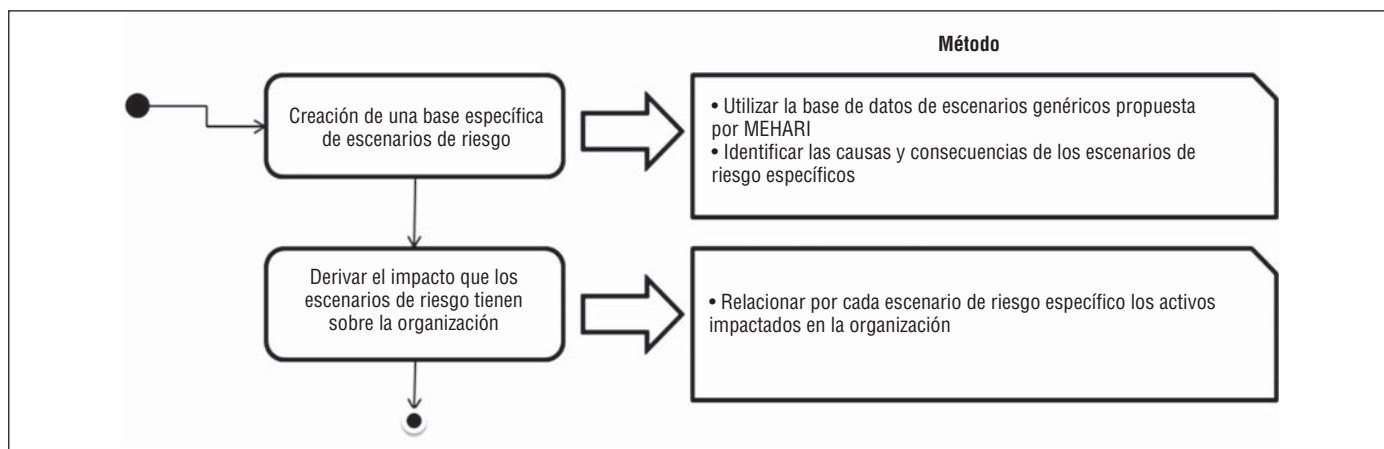 Método
Creación de una base específica
de escenarios de riesgo
• Utilizar la base de datos de escenarios genéricos propuesta
por MEHARI
• Identificar las causas y consecuencias de los escenarios de
riesgo específicos
Derivar el impacto que los
escenarios de riesgo tienen
sobre la organización
• Relacionar por cada escenario de riesgo específico los activos
impactados en la organización